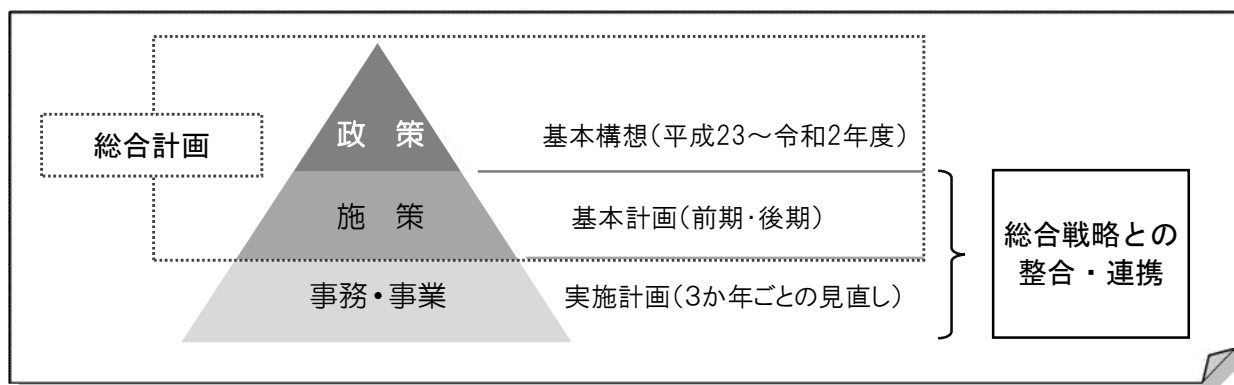 総合計画
政　策
基本構想(平成23～令和2年度)
施　策
基本計画(前期・後期)
事務・事業
実施計画(3か年ごとの見直し)
総合戦略との
整合・連携